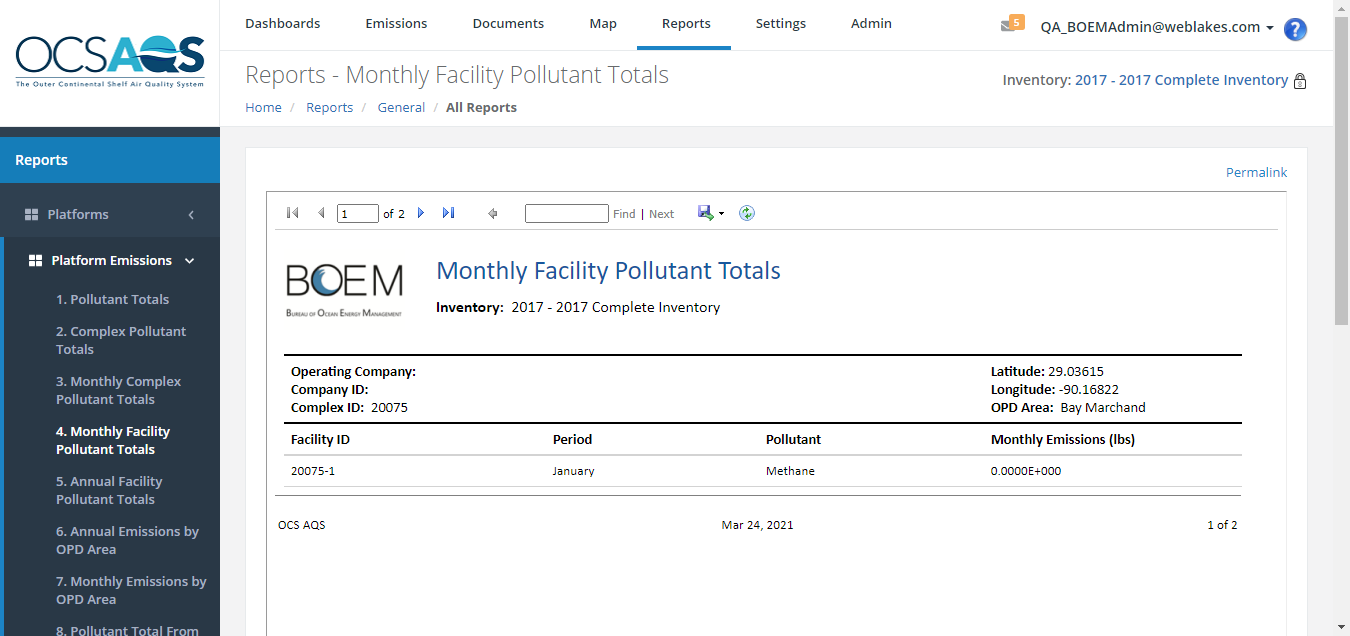 OCSAQS
The Outer Continental Shelf Air Quality System
Dashboards Emissions Documents Map Reports Settings Admin
5 QA_BOEMAdmin@weblakes.com ?
Reports - Monthly Facility Pollutant Totals
Inventory: 2017 - 2017 Complete Inventory
Home / Reports / General / All Reports
Reports
Platforms
Platform Emissions
1. Pollutant Totals
2. Complex Pollutant
Totals
3. Monthly Complex
Pollutant Totals
4. Monthly Facility
Pollutant Totals
5. Annual Facility
Pollutant Totals
6. Annual Emissions by
OPD Area
7. Monthly Emissions by
OPD Area
8. Pollutant Total From
Permalink
1 of 2 Find | Next
BOEM
Bureau of Ocean Energy Management
Monthly Facility Pollutant Totals
Inventory: 2017 - 2017 Complete Inventory
Operating Company:
Company ID:
Complex ID: 20075
Latitude: 29.03615
Longitude: -90.16822
OPD Area: Bay Marchand
Facility ID Period Pollutant Monthly Emissions (lbs)
20075-1 January Methane 0.0000E+000
OCS AQS Mar 24, 2021 1 of 2